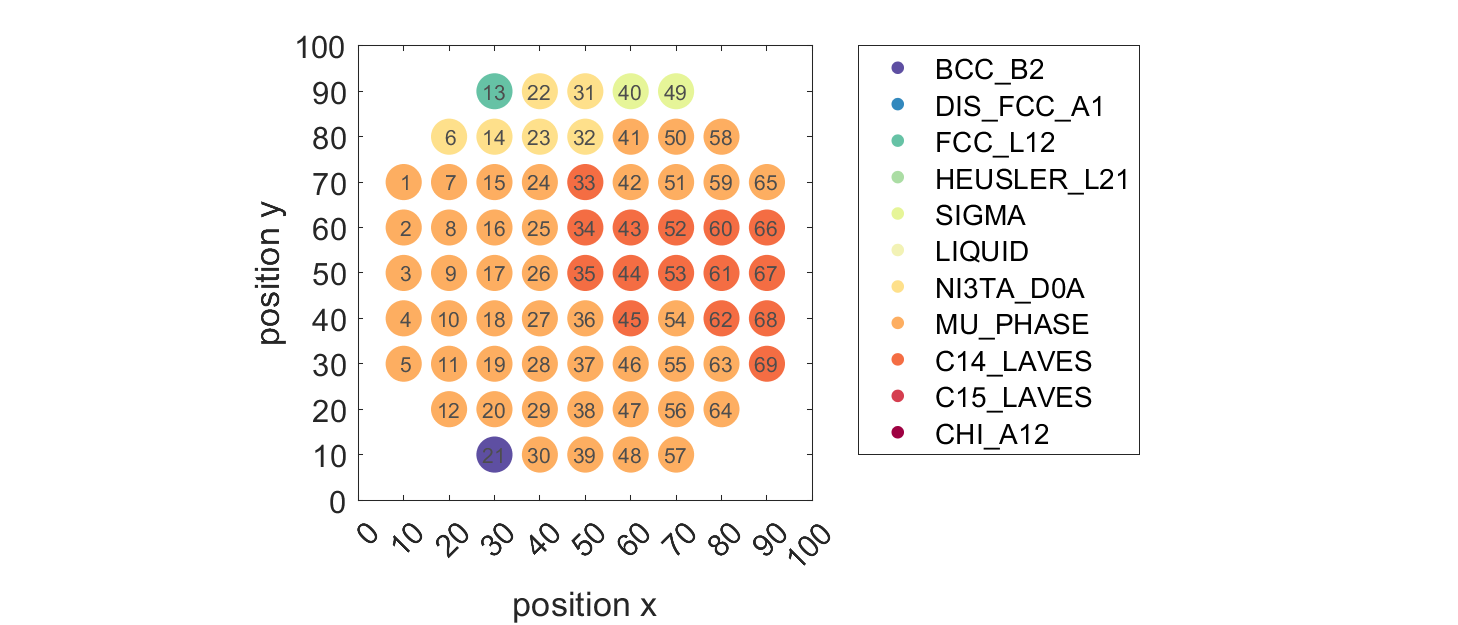 100
90
80
70
60
50
40
30
20
10
0
position y
13 22 31 40 49
6 14 23 32 41 50 58
1 7 15 24 33 42 51 59 65
2 8 16 25 34 43 52 60 66
3 9 17 26 35 44 53 61 67
4 10 18 27 36 45 54 62 68
5 11 19 28 37 46 55 63 69
12 20 29 38 47 56 64
21 30 39 48 57
0 10 20 30 40 50 60 70 80 90 100
position x
BCC_B2
DIS_FCC_A1
FCC_L12
HEUSLER_L21
SIGMA
LIQUID
NI3TA_D0A
MU_PHASE
C14_LAVES
C15_LAVES
CHI_A12